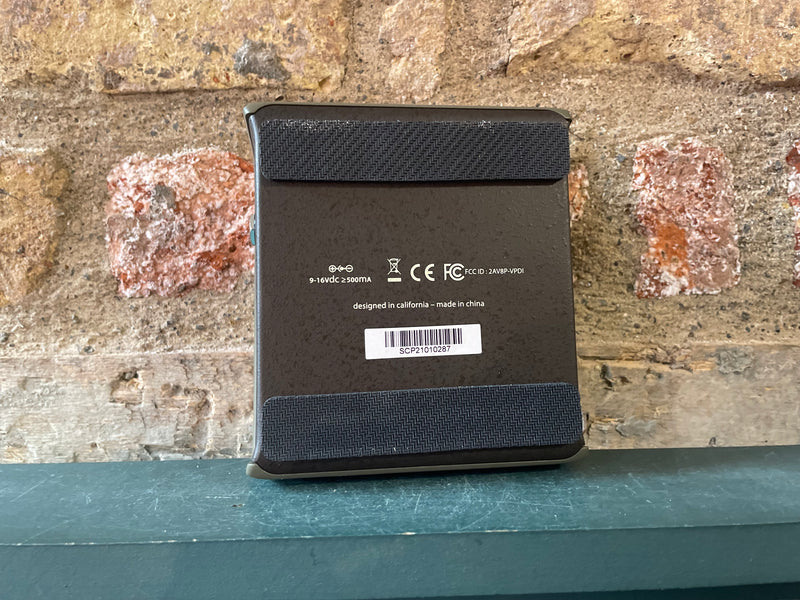 9-16vdc ≥500mA
CE FC FCC ID : 2AV8P-VPDI
designed in california – made in china
SCP21010287